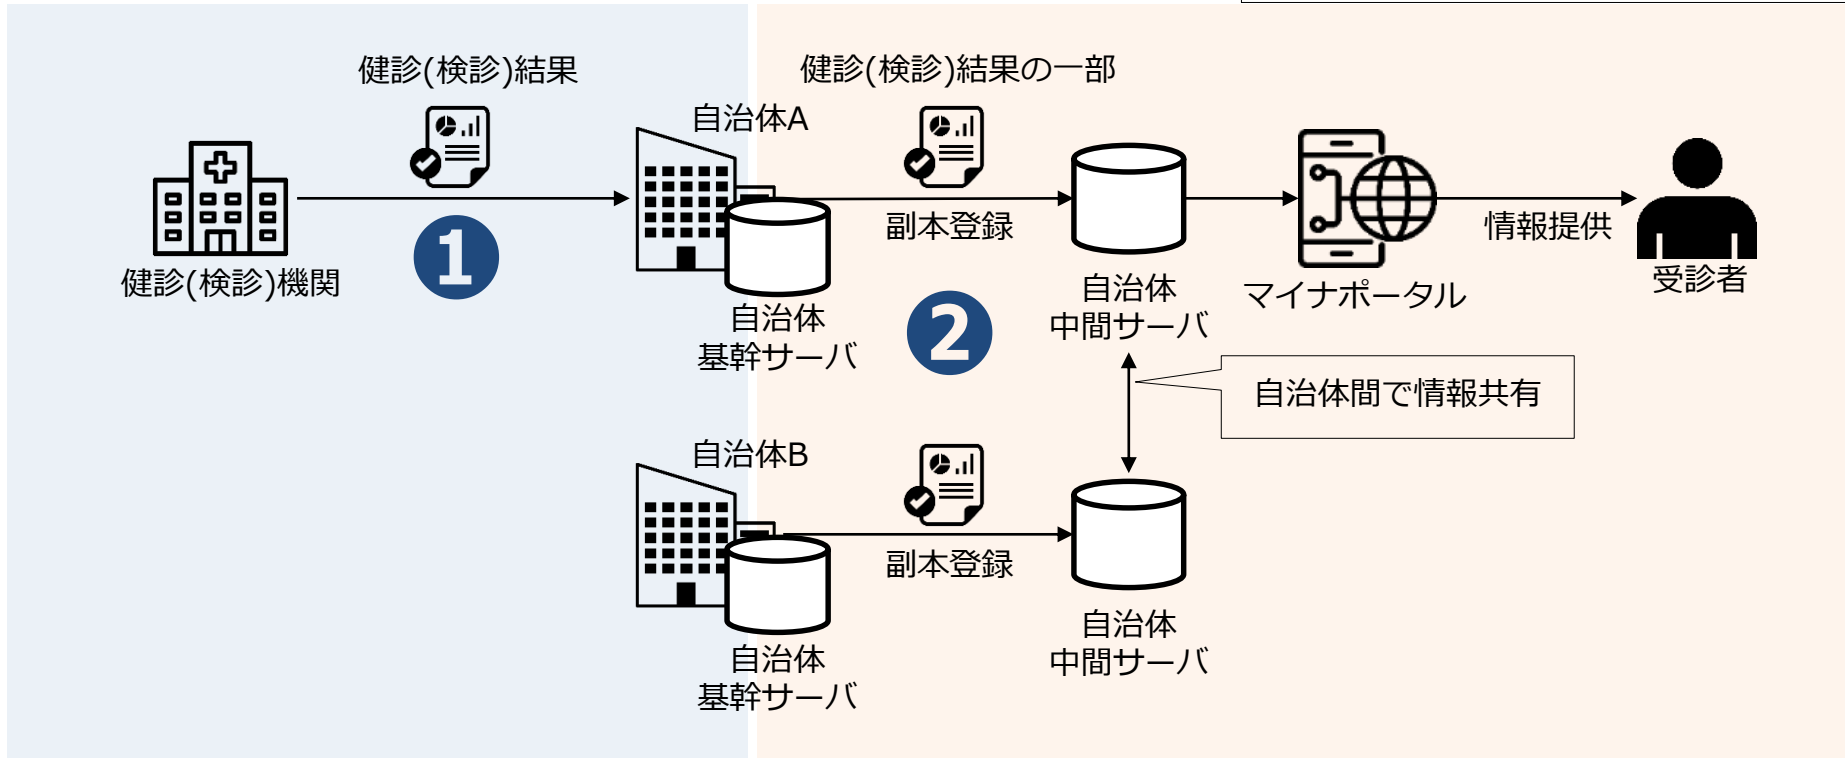 健診(検診)結果
健診(検診)結果の一部
自治体A
副本登録
情報提供
健診(検診)機関
1
自治体
基幹サーバ
2
自治体
中間サーバ
マイナポータル
受診者
自治体間で情報共有
自治体B
副本登録
自治体
基幹サーバ
自治体
中間サーバ